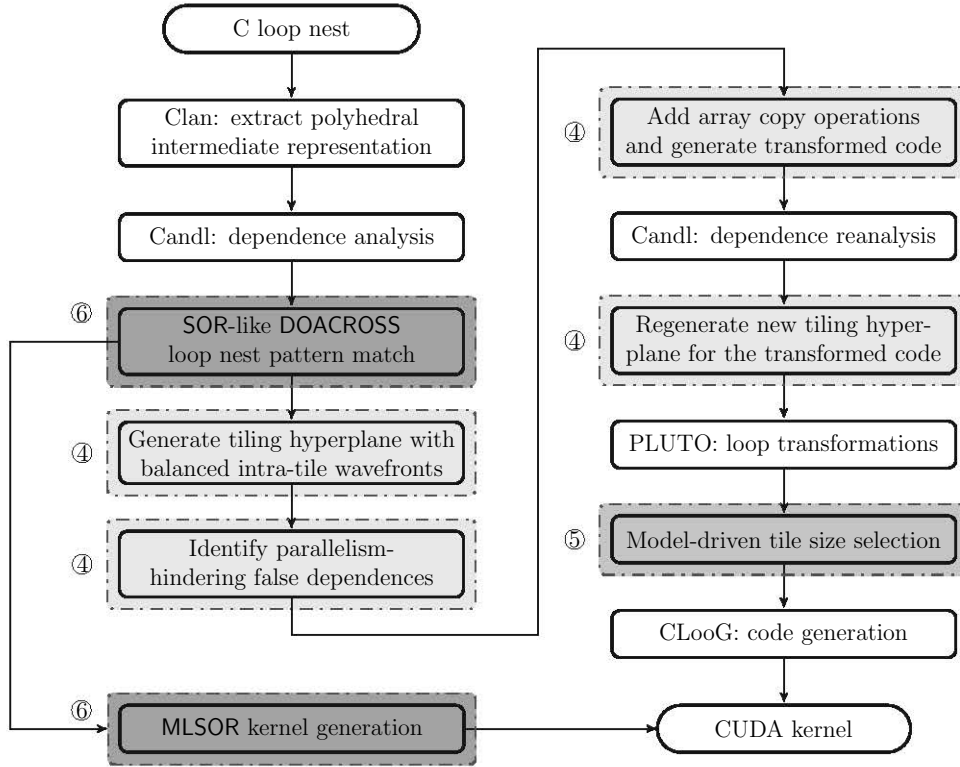 C loop nest
Clan: extract polyhedral
intermediate representation
Candl: dependence analysis
⑥
SOR-like DOACROSS
loop nest pattern match
④
Generate tiling hyperplane with
balanced intra-tile wavefronts
④
Identify parallelism-
hindering false dependences
④
Add array copy operations
and generate transformed code
Candl: dependence reanalysis
④
Regenerate new tiling hyper-
plane for the transformed code
PLUTO: loop transformations
⑤
Model-driven tile size selection
CLooG: code generation
⑥
MLSOR kernel generation
CUDA kernel